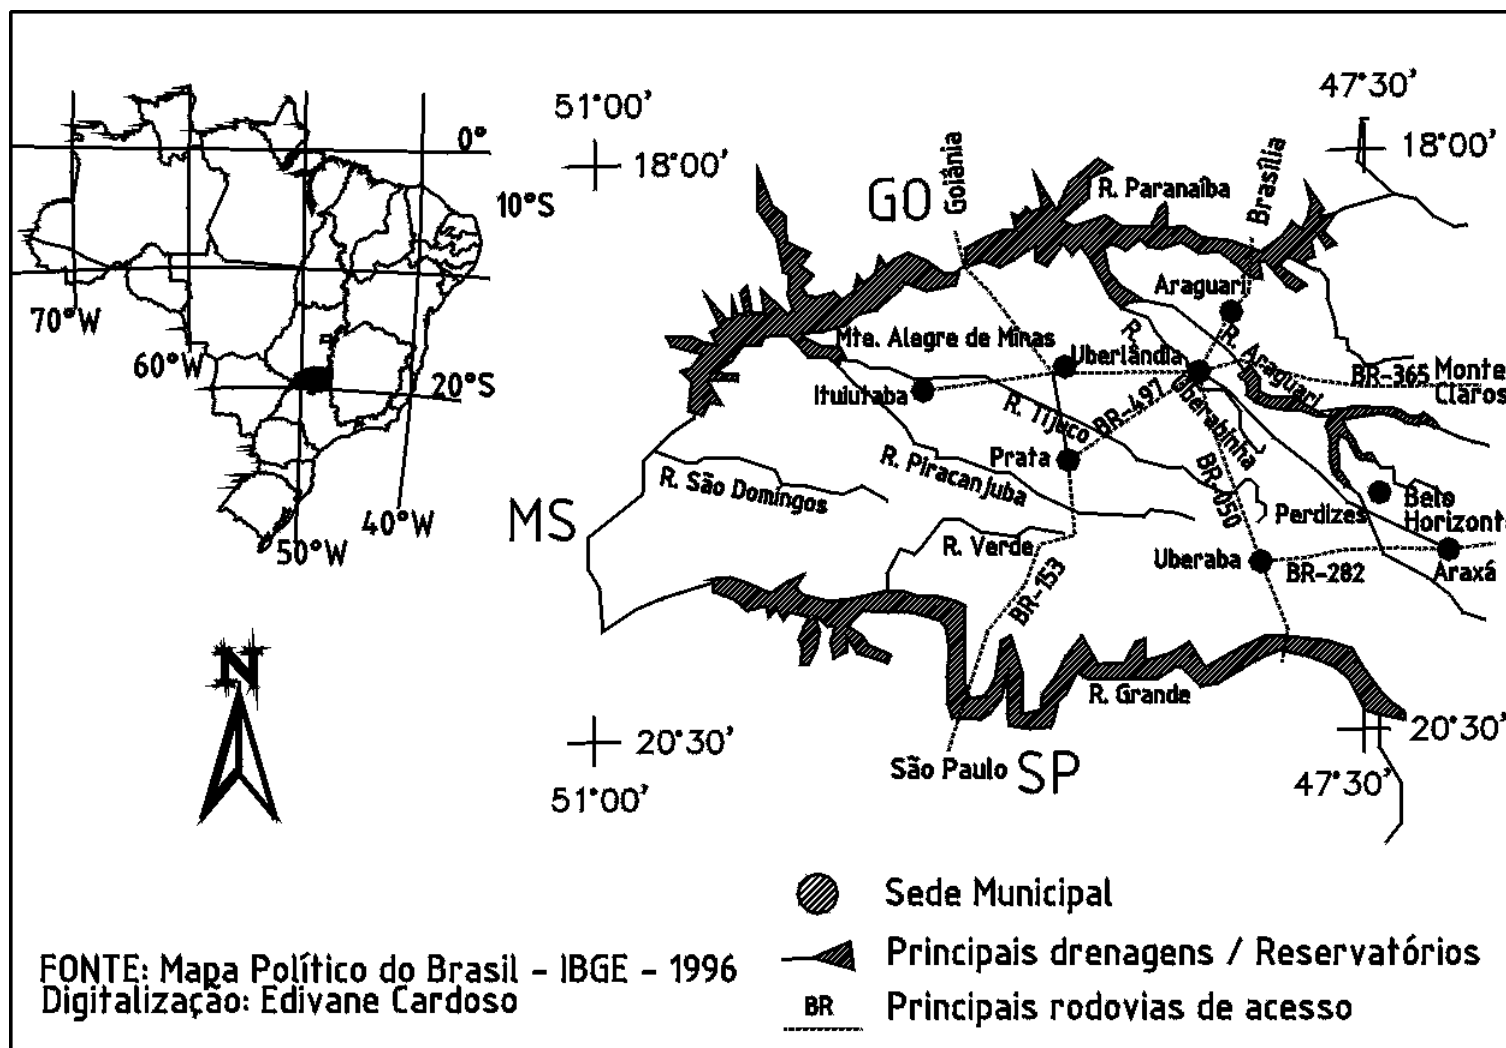 0°
10°S
20°S
70°W
60°W
50°W
40°W
N
51°00'
18°00'
47°30'
18°00'
GO
Goiânia
Brasília
R. Paranaíba
Araguari
Mte. Alegre de Minas
Uberlândia
R. Uberabinha
R. Araguari
BR-365
Monte
Claros
Ituiutaba
R. Tijuco
BR-497
Prata
R. Piracanjuba
R. São Domingos
MS
BR-050
Perdizes
Belo
Horizont
R. Verde
Uberaba
BR-282
Araxá
BR-153
R. Grande
20°30'
51°00'
São Paulo
SP
20°30'
47°30'
Sede Municipal
Principais drenagens / Reservatórios
BR
Principais rodovias de acesso
FONTE: Mapa Político do Brasil - IBGE - 1996
Digitalização: Edivane Cardoso